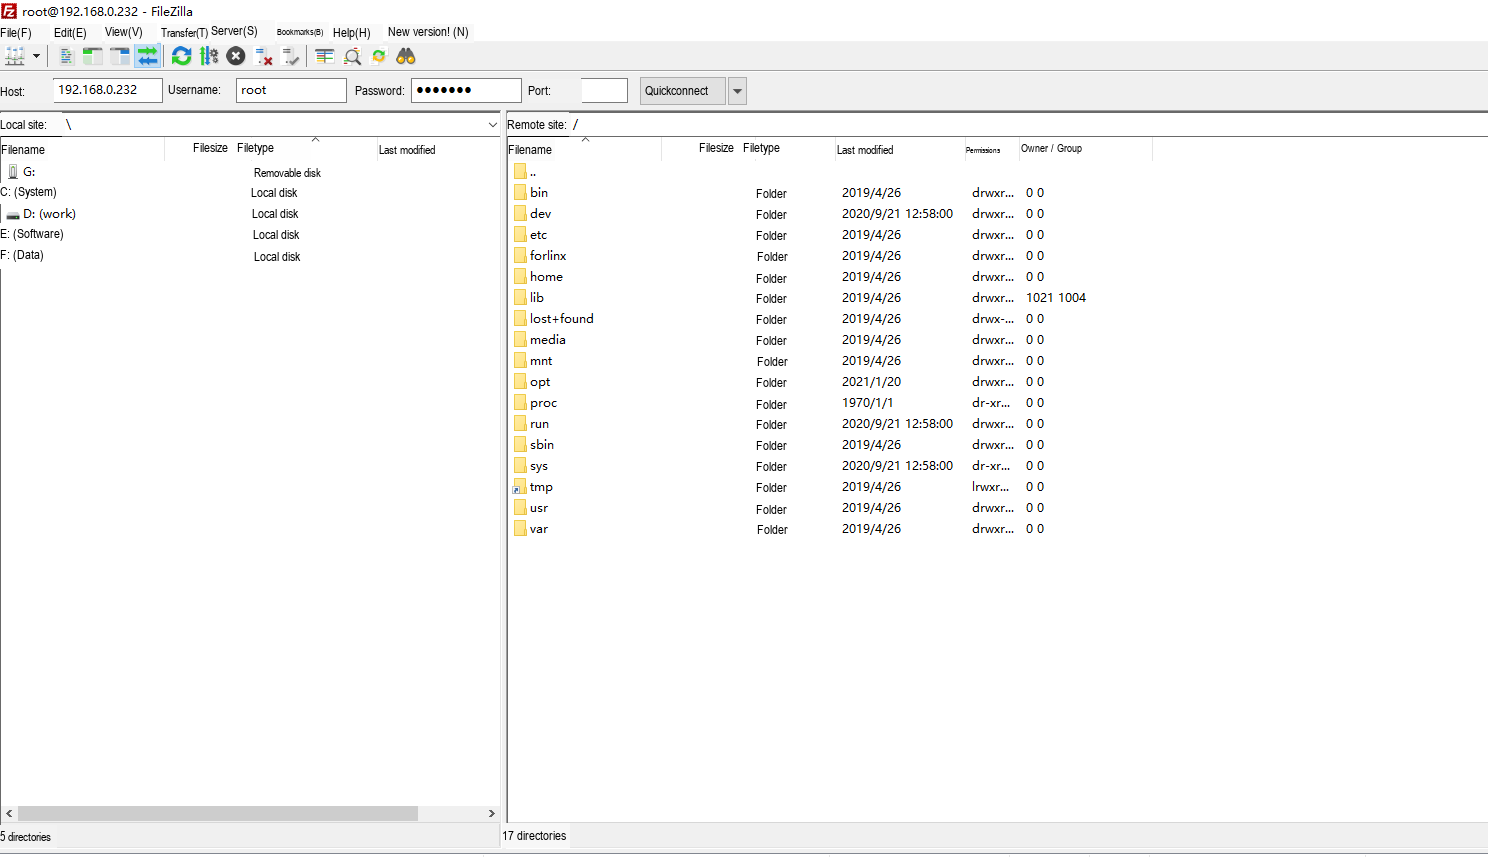 root@192.168.0.232 - FileZilla
File(F) Edit(E) View(V) Transfer(T) Server(S) Bookmarks(B) Help(H) New version! (N)
Host: 192.168.0.232 Username: root Password: ●●●●●●● Port: Quickconnect
Local site: \
Filename Filesize Filetype Last modified
G: Removable disk
C: (System) Local disk
D: (work) Local disk
E: (Software) Local disk
F: (Data) Local disk
5 directories
Remote site: /
Filename Filesize Filetype Last modified Permissions Owner / Group
..
bin Folder 2019/4/26 drwxr... 0 0
dev Folder 2020/9/21 12:58:00 drwxr... 0 0
etc Folder 2019/4/26 drwxr... 0 0
forlinx Folder 2019/4/26 drwxr... 0 0
home Folder 2019/4/26 drwxr... 0 0
lib Folder 2019/4/26 drwxr... 1021 1004
lost+found Folder 2019/4/26 drwx-... 0 0
media Folder 2019/4/26 drwxr... 0 0
mnt Folder 2019/4/26 drwxr... 0 0
opt Folder 2021/1/20 drwxr... 0 0
proc Folder 1970/1/1 dr-xr... 0 0
run Folder 2020/9/21 12:58:00 drwxr... 0 0
sbin Folder 2019/4/26 drwxr... 0 0
sys Folder 2020/9/21 12:58:00 dr-xr... 0 0
tmp Folder 2019/4/26 lrwxr... 0 0
usr Folder 2019/4/26 drwxr... 0 0
var Folder 2019/4/26 drwxr... 0 0
17 directories